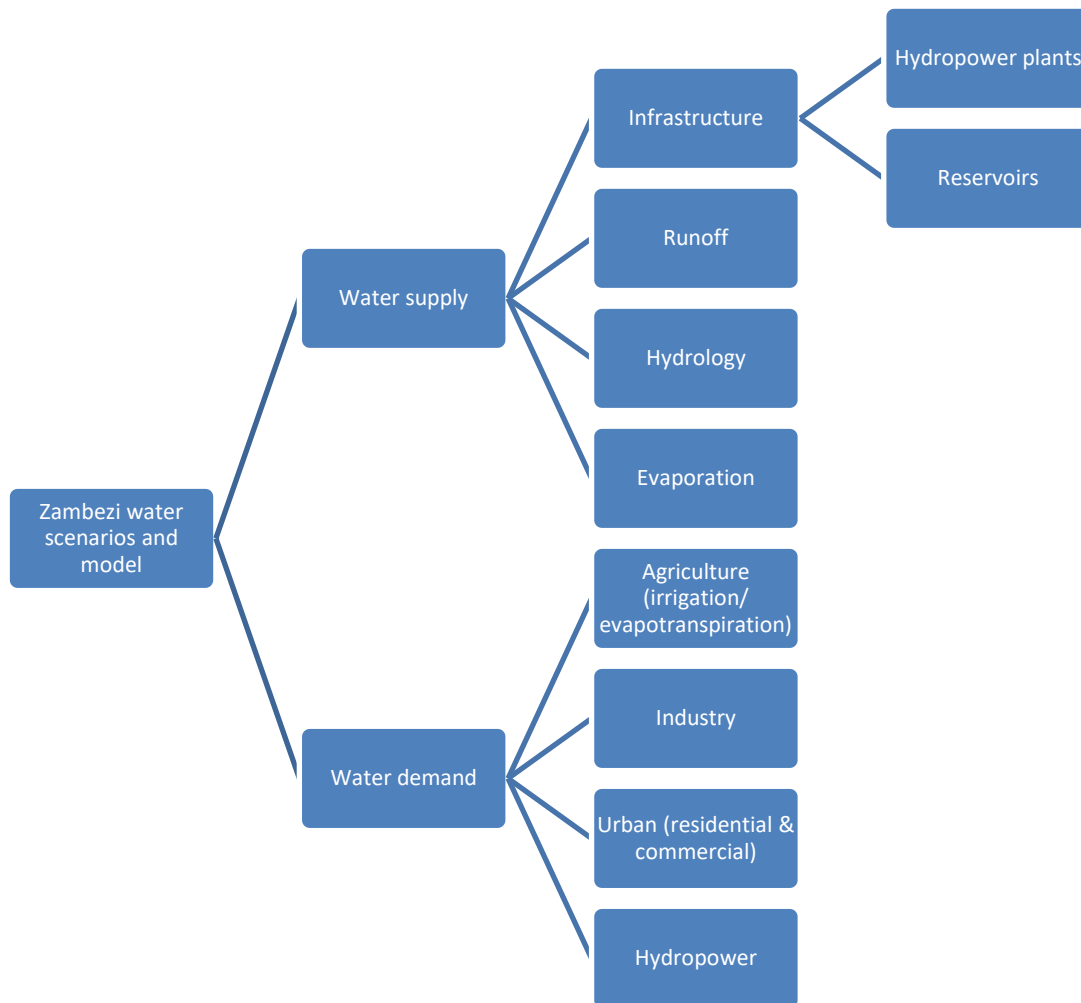 Hydropower plants
Infrastructure
Reservoirs
Runoff
Water supply
Hydrology
Evaporation
Zambezi water
scenarios and
model
Agriculture
(irrigation/
evapotranspiration)
Industry
Water demand
Urban (residential &
commercial)
Hydropower